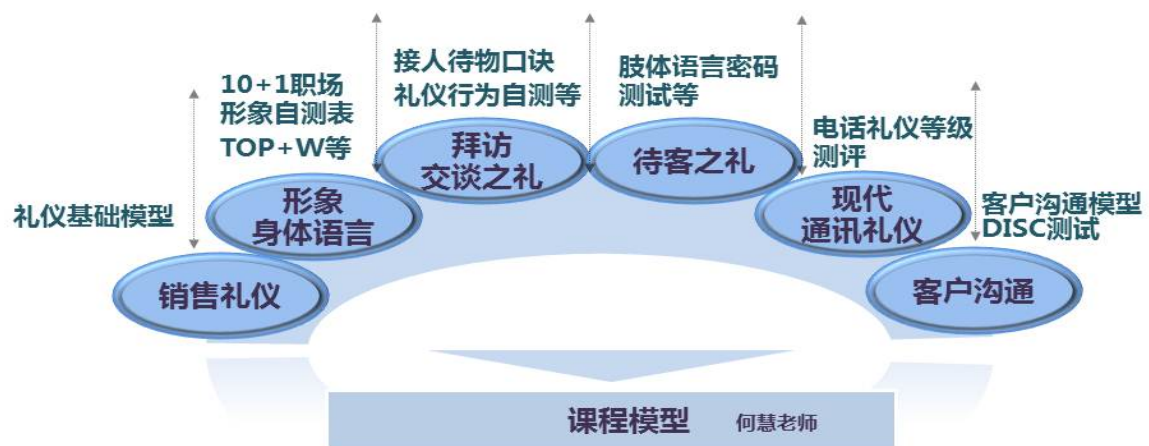 礼仪基础模型
销售礼仪
10+1职场
形象自测表
TOP+W等
形象
身体语言
接人待物口诀
礼仪行为自测等
拜访
交谈之礼
肢体语言密码
测试等
待客之礼
电话礼仪等级
测评
现代
通讯礼仪
客户沟通模型
DISC测试
客户沟通
课程模型 何慧老师